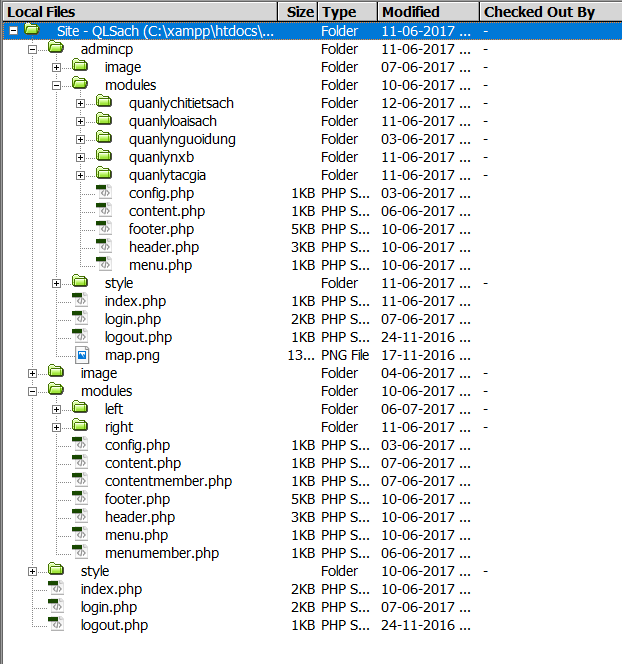 Local Files Size Type Modified Checked Out By
Site - QLSach (C:\xampp\htdocs\... Folder 11-06-2017 ... -
admincp Folder 11-06-2017 ... -
image Folder 07-06-2017 ... -
modules Folder 10-06-2017 ... -
quanlychitietsach Folder 12-06-2017 ... -
quanlyloaisach Folder 11-06-2017 ... -
quanlynguoidung Folder 03-06-2017 ... -
quanlynxb Folder 11-06-2017 ... -
quanlytacgia Folder 11-06-2017 ... -
config.php 1KB PHP S... 03-06-2017 ...
content.php 1KB PHP S... 06-06-2017 ...
footer.php 5KB PHP S... 10-06-2017 ...
header.php 3KB PHP S... 10-06-2017 ...
menu.php 1KB PHP S... 10-06-2017 ...
style Folder 11-06-2017 ... -
index.php 1KB PHP S... 11-06-2017 ...
login.php 2KB PHP S... 07-06-2017 ...
logout.php 1KB PHP S... 24-11-2016 ...
map.png 13... PNG File 17-11-2016 ...
image Folder 04-06-2017 ... -
modules Folder 10-06-2017 ... -
left Folder 06-07-2017 ... -
right Folder 11-06-2017 ... -
config.php 1KB PHP S... 03-06-2017 ...
content.php 1KB PHP S... 07-06-2017 ...
contentmember.php 1KB PHP S... 07-06-2017 ...
footer.php 5KB PHP S... 10-06-2017 ...
header.php 3KB PHP S... 10-06-2017 ...
menu.php 1KB PHP S... 10-06-2017 ...
menumember.php 1KB PHP S... 06-06-2017 ...
style Folder 10-06-2017 ... -
index.php 2KB PHP S... 10-06-2017 ...
login.php 2KB PHP S... 07-06-2017 ...
logout.php 1KB PHP S... 24-11-2016 ...